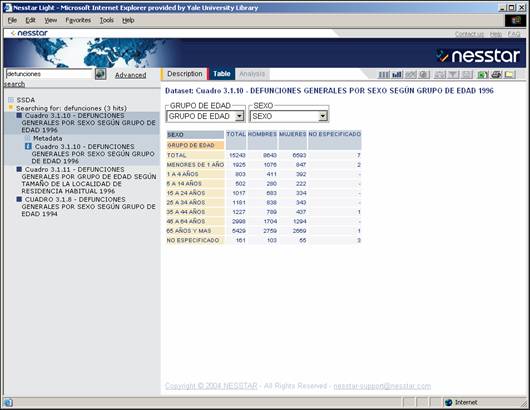 Nesstar Light - Microsoft Internet Explorer provided by Yale University Library
File Edit View Favorites Tools Help
nesstar
Contact us Help FAQ
nesstar
defunciones
Advanced
search
Description Table Analysis
SSDA
Searching for: defunciones (3 hits)
Cuadro 3.1.10 - DEFUNCIONES
GENERALES POR SEXO SEGÚN GRUPO DE
EDAD 1996
Metadata
Cuadro 3.1.10 - DEFUNCIONES
GENERALES POR SEXO SEGÚN GRUPO
DE EDAD 1996
Cuadro 3.1.11 - DEFUNCIONES
GENERALES POR GRUPO DE EDAD SEGÚN
TAMAÑO DE LA LOCALIDAD DE
RESIDENCIA HABITUAL 1996
CUADRO 3.1.8 - DEFUNCIONES
GENERALES POR SEXO SEGÚN GRUPO DE
EDAD 1994
Dataset: Cuadro 3.1.10 - DEFUNCIONES GENERALES POR SEXO SEGÚN GRUPO DE EDAD 1996
GRUPO DE EDAD SEXO
GRUPO DE EDAD SEXO
SEXO TOTAL HOMBRES MUJERES NO ESPECIFICADO
GRUPO DE EDAD
TOTAL 15243 8643 6593 7
MENORES DE 1 AÑO 1925 1076 847 2
1 A 4 AÑOS 803 411 392 -
5 A 14 AÑOS 502 280 222 -
15 A 24 AÑOS 1017 683 334 -
25 A 34 AÑOS 1181 838 343 -
35 A 44 AÑOS 1227 789 437 1
45 A 64 AÑOS 2998 1704 1294 -
65 AÑOS Y MAS 6429 2759 2669 1
NO ESPECIFICADO 161 103 55 3
Copyright © 2004 NESSTAR - All Rights Reserved - nesstar-support@nesstar.com
Internet